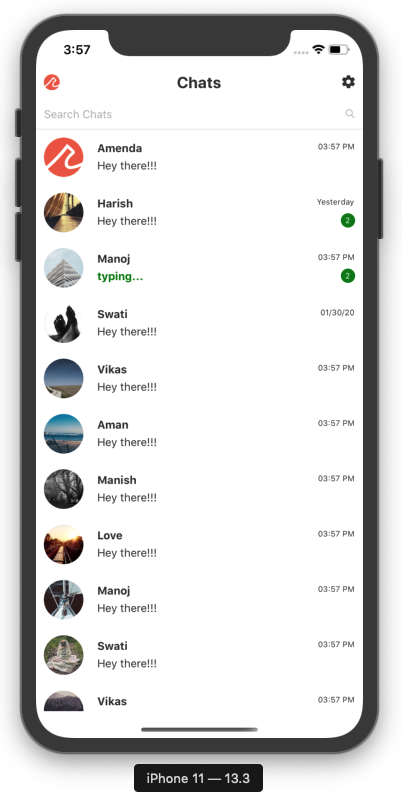 3:57
Chats
Search Chats
Amenda 03:57 PM
Hey there!!!
Harish Yesterday
Hey there!!! 2
Manoj 03:57 PM
typing... 2
Swati 01/30/20
Hey there!!!
Vikas 03:57 PM
Hey there!!!
Aman 03:57 PM
Hey there!!!
Manish 03:57 PM
Hey there!!!
Love 03:57 PM
Hey there!!!
Manoj 03:57 PM
Hey there!!!
Swati 03:57 PM
Hey there!!!
Vikas 03:57 PM
iPhone 11 — 13.3